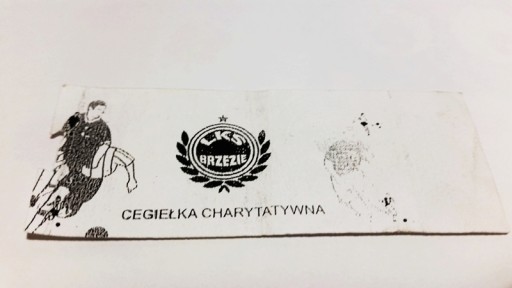 LKS
BRZEZIE
CEGIEŁKA CHARYTATYWNA